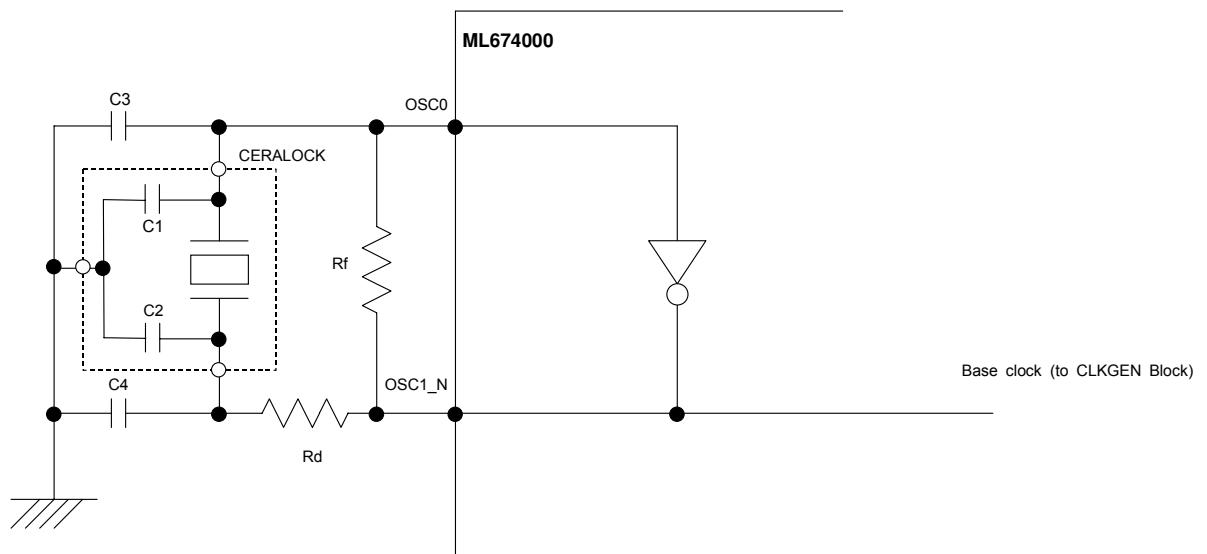 ML674000
C3
OSC0
CERALOCK
C1
Rf
C2
Base clock (to CLKGEN Block)
C4
OSC1_N
Rd